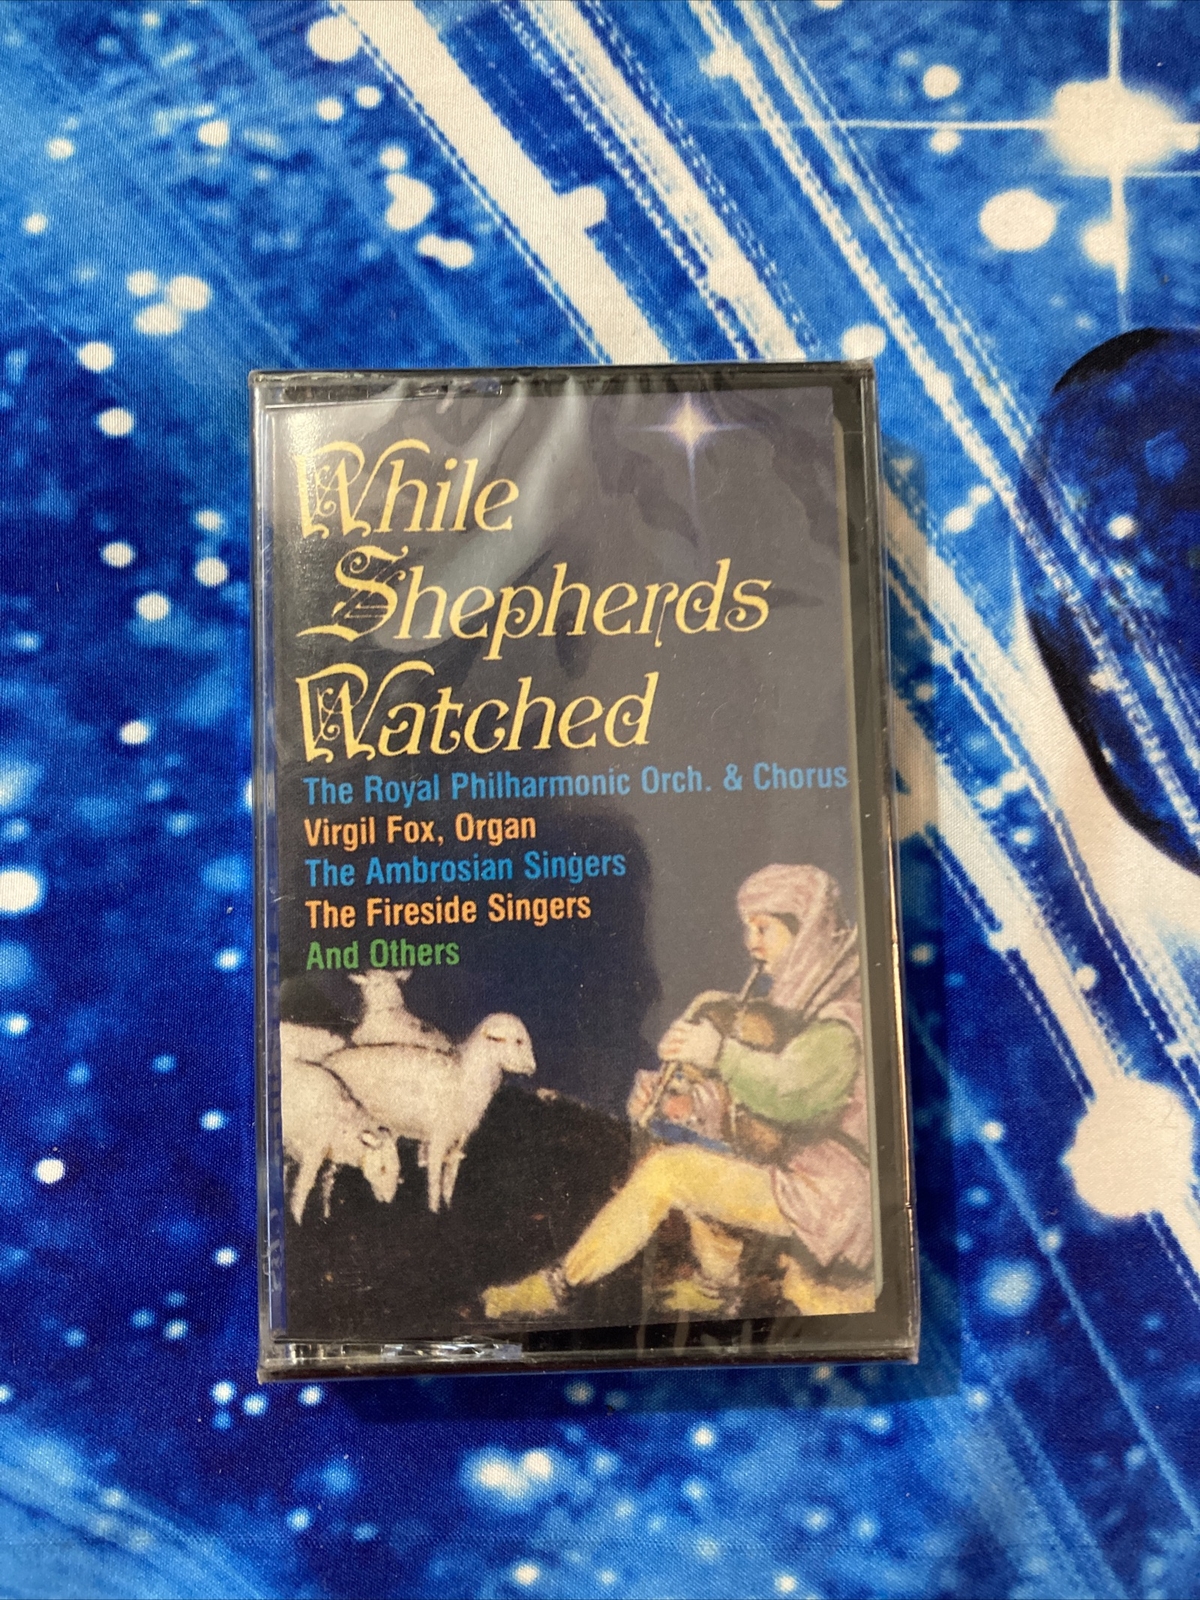 While
Shepherds
Watched
The Royal Philharmonic Orch. & Chorus
Virgil Fox, Organ
The Ambrosian Singers
The Fireside Singers
And Others